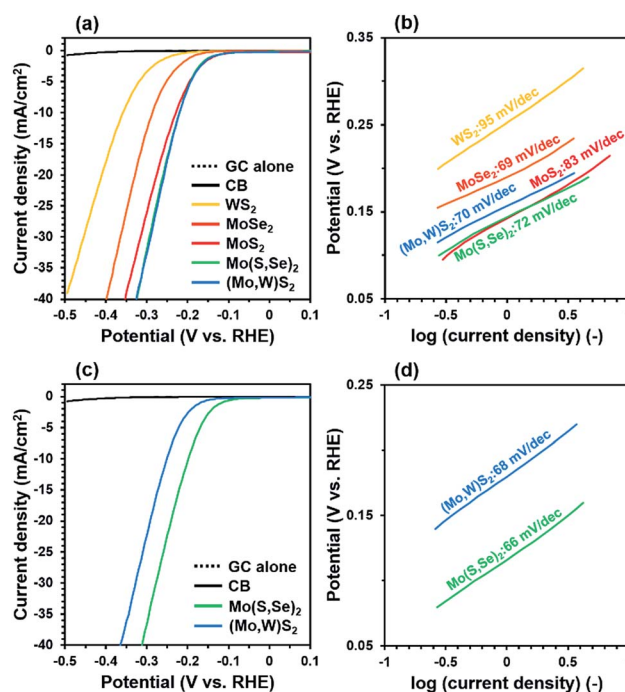 (a)
0
-5
-10
-15
-20
-25
-30
-35
-40
Current density (mA/cm²)
GC alone
CB
WS₂
MoSe₂
MoS₂
Mo(S,Se)₂
(Mo,W)S₂
-0.5 -0.4 -0.3 -0.2 -0.1 0 0.1
Potential (V vs. RHE)
(b)
0.35
0.25
0.15
0.05
Potential (V vs. RHE)
WS₂:95 mV/dec
MoSe₂:69 mV/dec
MoS₂:83 mV/dec
(Mo,W)S₂:70 mV/dec
Mo(S,Se)₂:72 mV/dec
-1 -0.5 0 0.5 1
log (current density) (-)
(c)
0
-5
-10
-15
-20
-25
-30
-35
-40
Current density (mA/cm²)
GC alone
CB
Mo(S,Se)₂
(Mo,W)S₂
-0.5 -0.4 -0.3 -0.2 -0.1 0 0.1
Potential (V vs. RHE)
(d)
0.25
0.15
0.05
Potential (V vs. RHE)
(Mo,W)S₂:68 mV/dec
Mo(S,Se)₂:66 mV/dec
-1 -0.5 0 0.5 1
log (current density) (-)